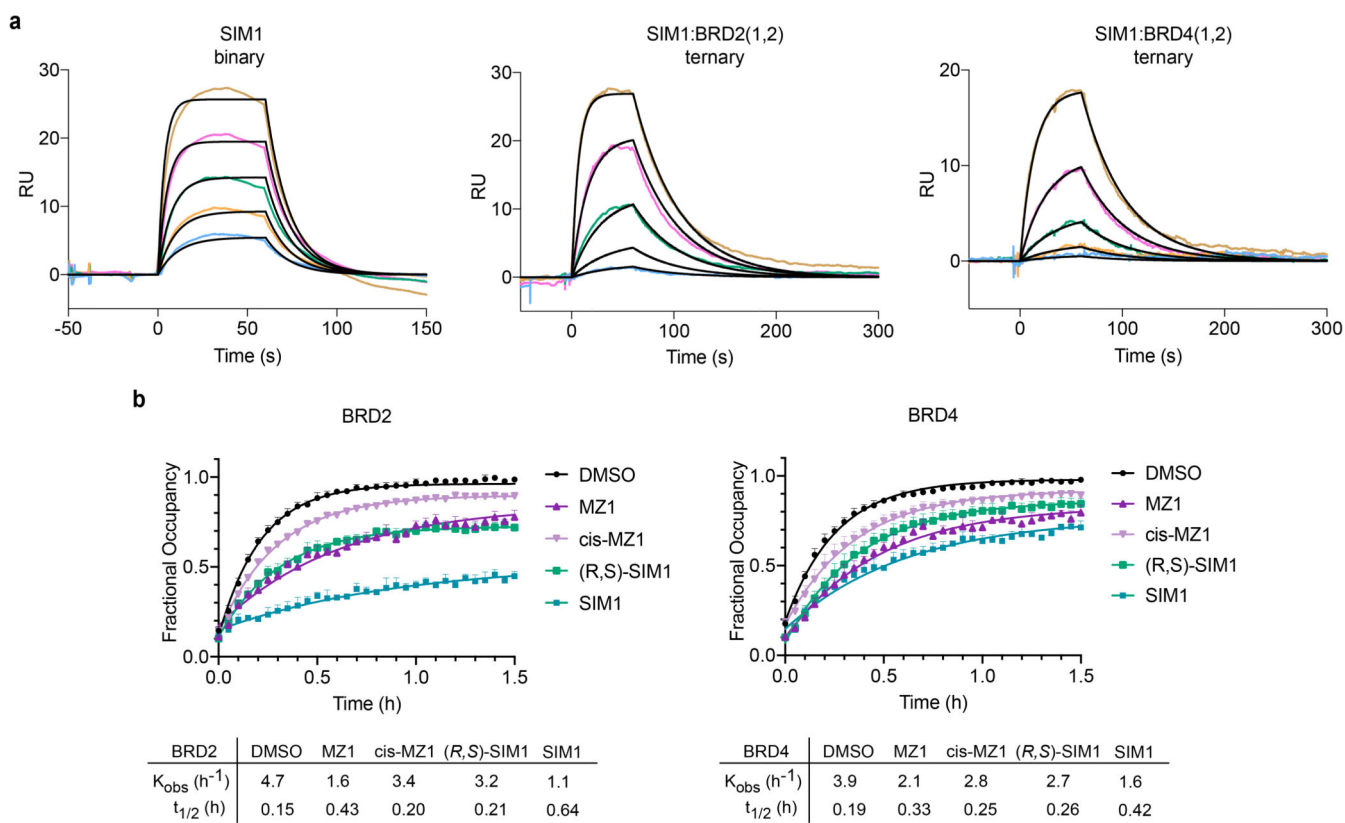 a
SIM1
binary
30
20
10
0
RU
-50 0 50 100 150
Time (s)
SIM1:BRD2(1,2)
ternary
30
20
10
0
RU
0 100 200 300
Time (s)
SIM1:BRD4(1,2)
ternary
20
10
0
RU
0 100 200 300
Time (s)
b
BRD2
1.0
0.5
0.0
Fractional Occupancy
0.0 0.5 1.0 1.5
Time (h)
DMSO
MZ1
cis-MZ1
(R,S)-SIM1
SIM1
BRD4
1.0
0.5
0.0
Fractional Occupancy
0.0 0.5 1.0 1.5
Time (h)
DMSO
MZ1
cis-MZ1
(R,S)-SIM1
SIM1
BRD2 DMSO MZ1 cis-MZ1 (R,S)-SIM1 SIM1
Kobs (h-1) 4.7 1.6 3.4 3.2 1.1
t1/2 (h) 0.15 0.43 0.20 0.21 0.64
BRD4 DMSO MZ1 cis-MZ1 (R,S)-SIM1 SIM1
Kobs (h-1) 3.9 2.1 2.8 2.7 1.6
t1/2 (h) 0.19 0.33 0.25 0.26 0.42